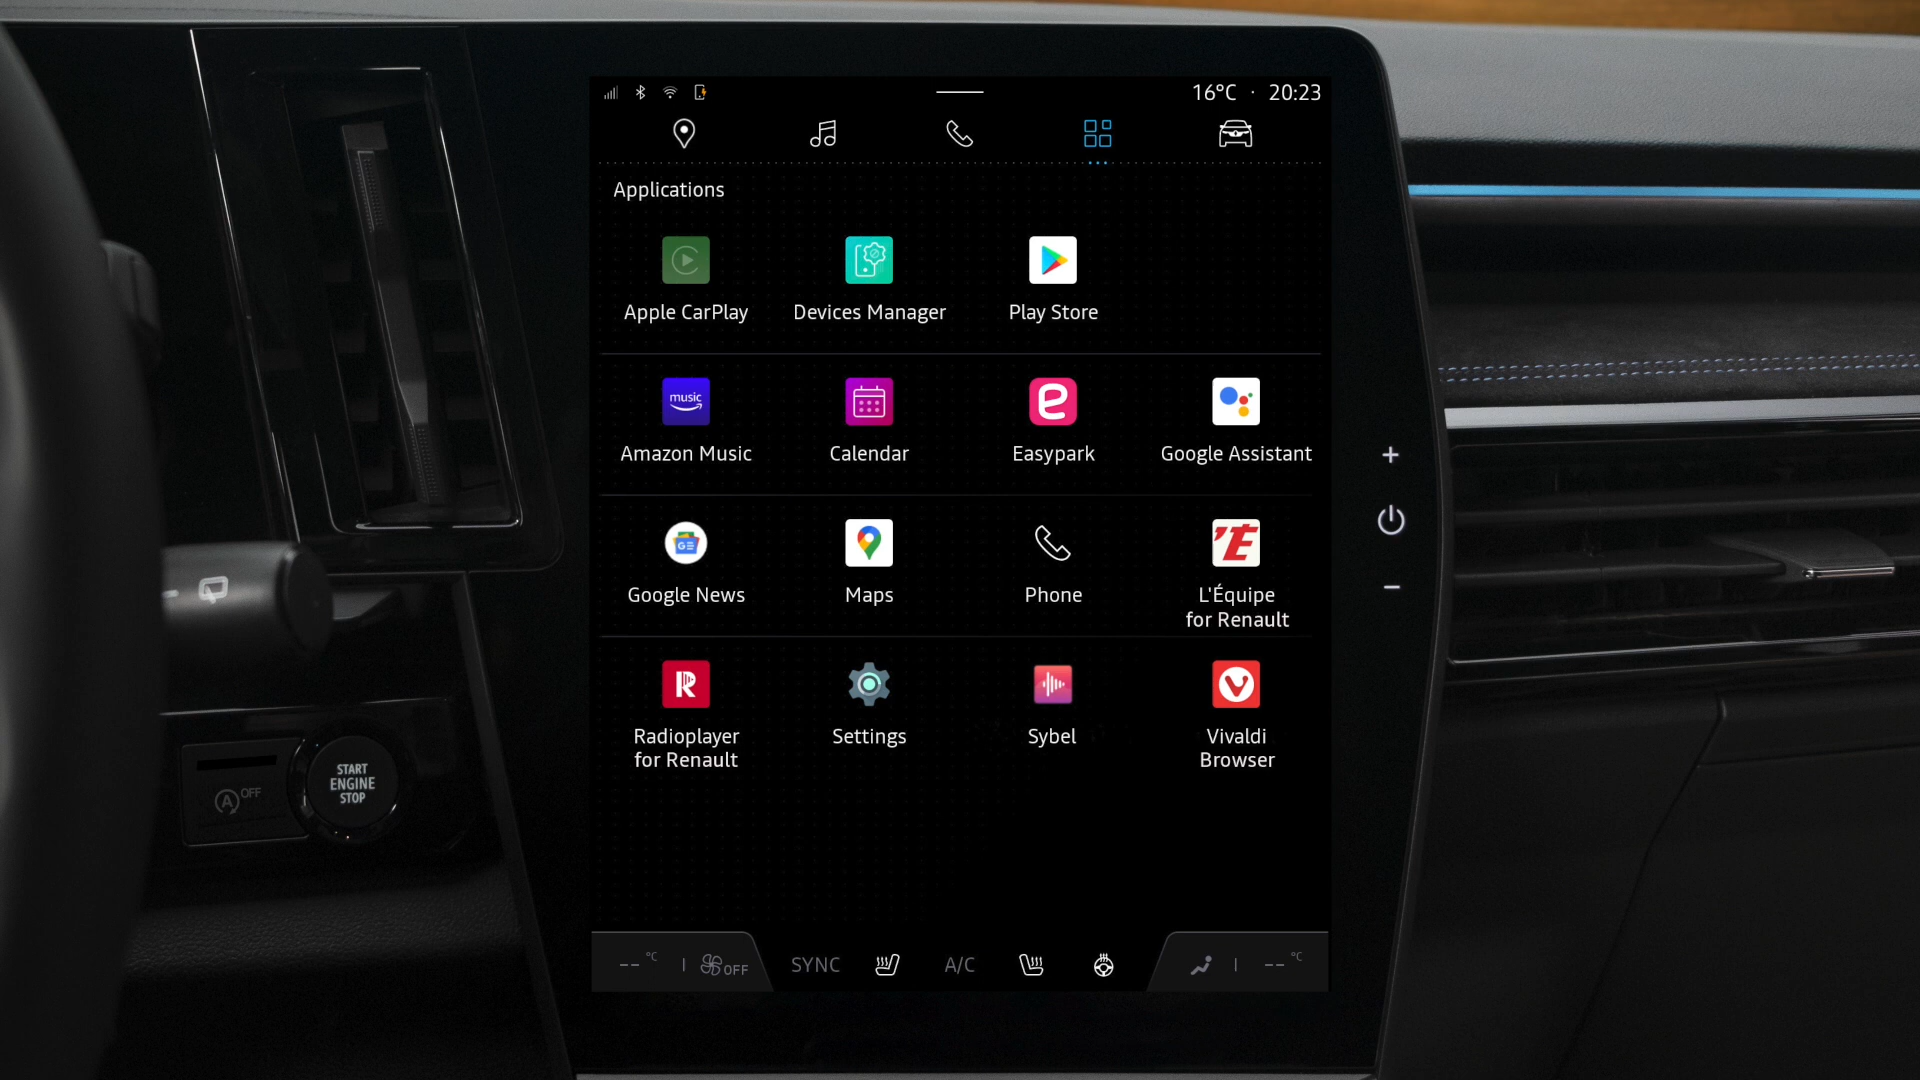 16°C · 20:23
Applications
Apple CarPlay
Devices Manager
Play Store
music
Amazon Music
Calendar
e
Easypark
Google Assistant
GE
Google News
Maps
Phone
'E
L'Équipe
for Renault
R
Radioplayer
for Renault
Settings
Sybel
Vivaldi
Browser
-- °C
OFF
SYNC
A/C
-- °C
+
−
A OFF
START
ENGINE
STOP